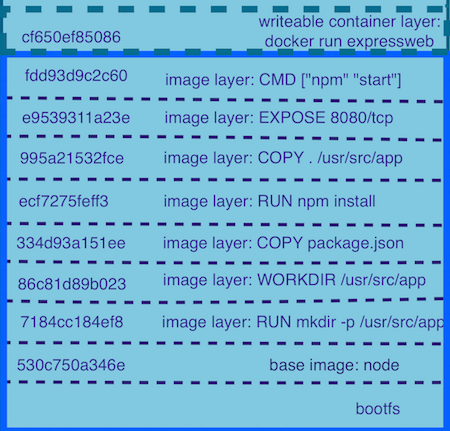 writeable container layer:
cf650ef85086 docker run expressweb
fdd93d9c2c60 image layer: CMD ["npm" "start"]
e9539311a23e image layer: EXPOSE 8080/tcp
995a21532fce image layer: COPY . /usr/src/app
ecf7275feff3 image layer: RUN npm install
334d93a151ee image layer: COPY package.json
86c81d89b023 image layer: WORKDIR /usr/src/app
7184cc184ef8 image layer: RUN mkdir -p /usr/src/app
530c750a346e base image: node
bootfs